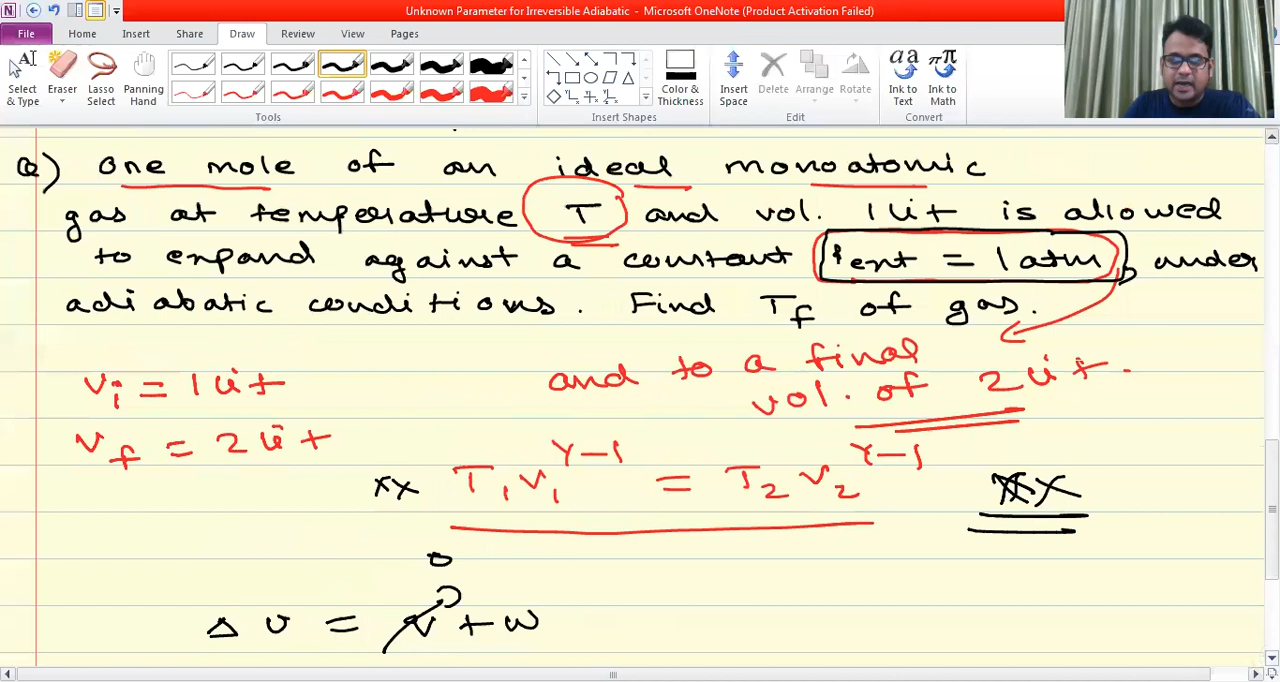 Unknown Parameter for Irreversible Adiabatic - Microsoft OneNote (Product Activation Failed)
File Home Insert Share Draw Review View Pages
Select & Type Eraser Lasso Select Panning Hand Color & Thickness Insert Space Delete Arrange Rotate Ink to Text Ink to Math
Tools Insert Shapes Edit Convert
Q) One mole of an ideal monoatomic
gas at temperature T and vol. 1 lit is allowed
to expand against a constant Pext = 1 atm, under
adiabatic conditions. Find Tf of gas.
and to a final
vol. of 2 lit.
Vi = 1 lit
Vf = 2 lit
xx T1V1^γ-1 = T2V2^γ-1
0
ΔU = q + w